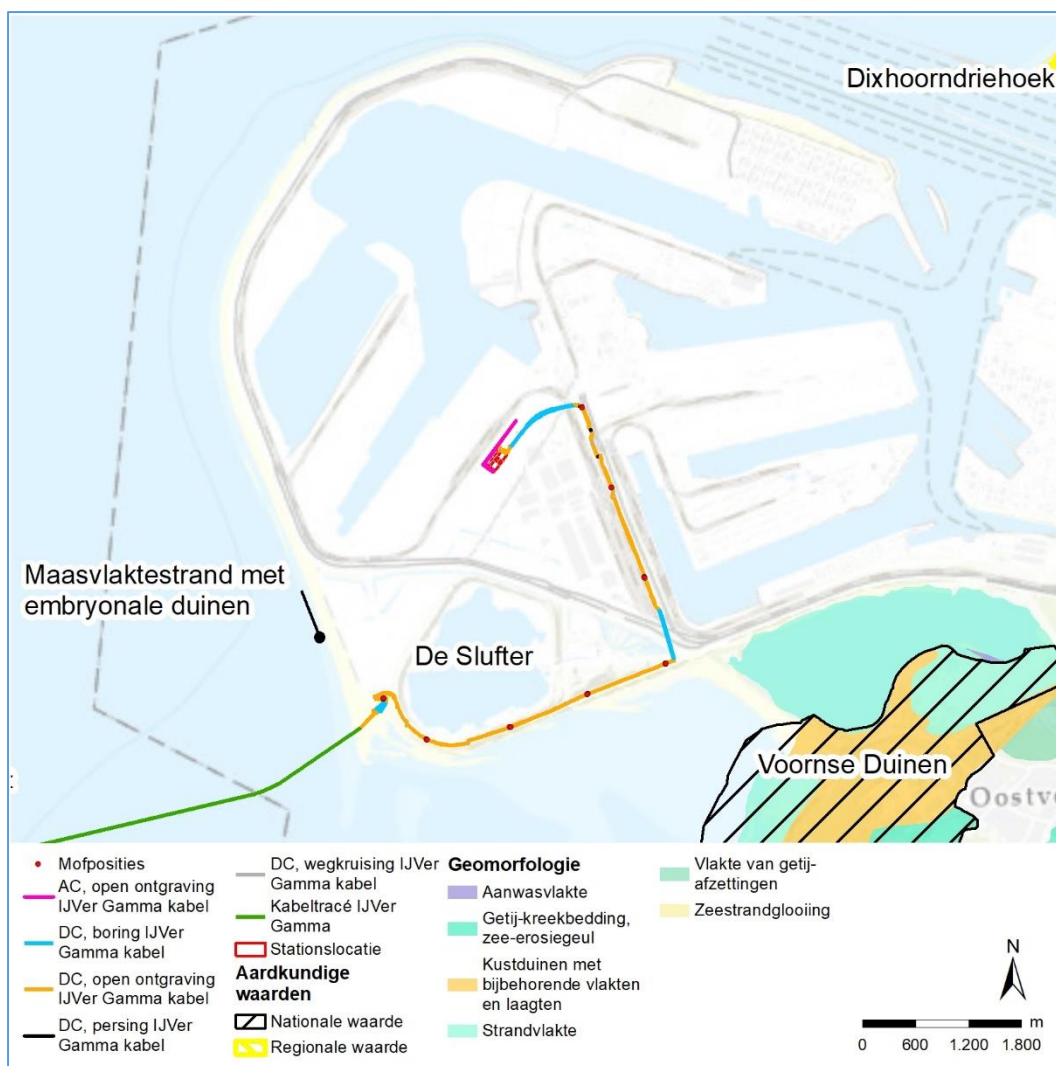 Dixhoorndriehoek
Maasvlaktestrand met
embryonale duinen
De Slufter
Voornse Duinen
Oostv
Mofposities
AC, open ontgraving
IJVer Gamma kabel
DC, boring IJVer
Gamma kabel
DC, open ontgraving
IJVer Gamma kabel
DC, persing IJVer
Gamma kabel
DC, wegkruising IJVer
Gamma kabel
Kabeltracé IJVer
Gamma
Stationslocatie
Aardkundige
waarden
Nationale waarde
Regionale waarde
Geomorfologie
Aanwasvlakte
Getij-kreekbedding,
zee-erosiegeul
Kustduinen met
bijbehorende vlakten
en laagten
Strandvlakte
Vlakte van getij-
afzettingen
Zeestrandglooiing
N
m
0 600 1.200 1.800